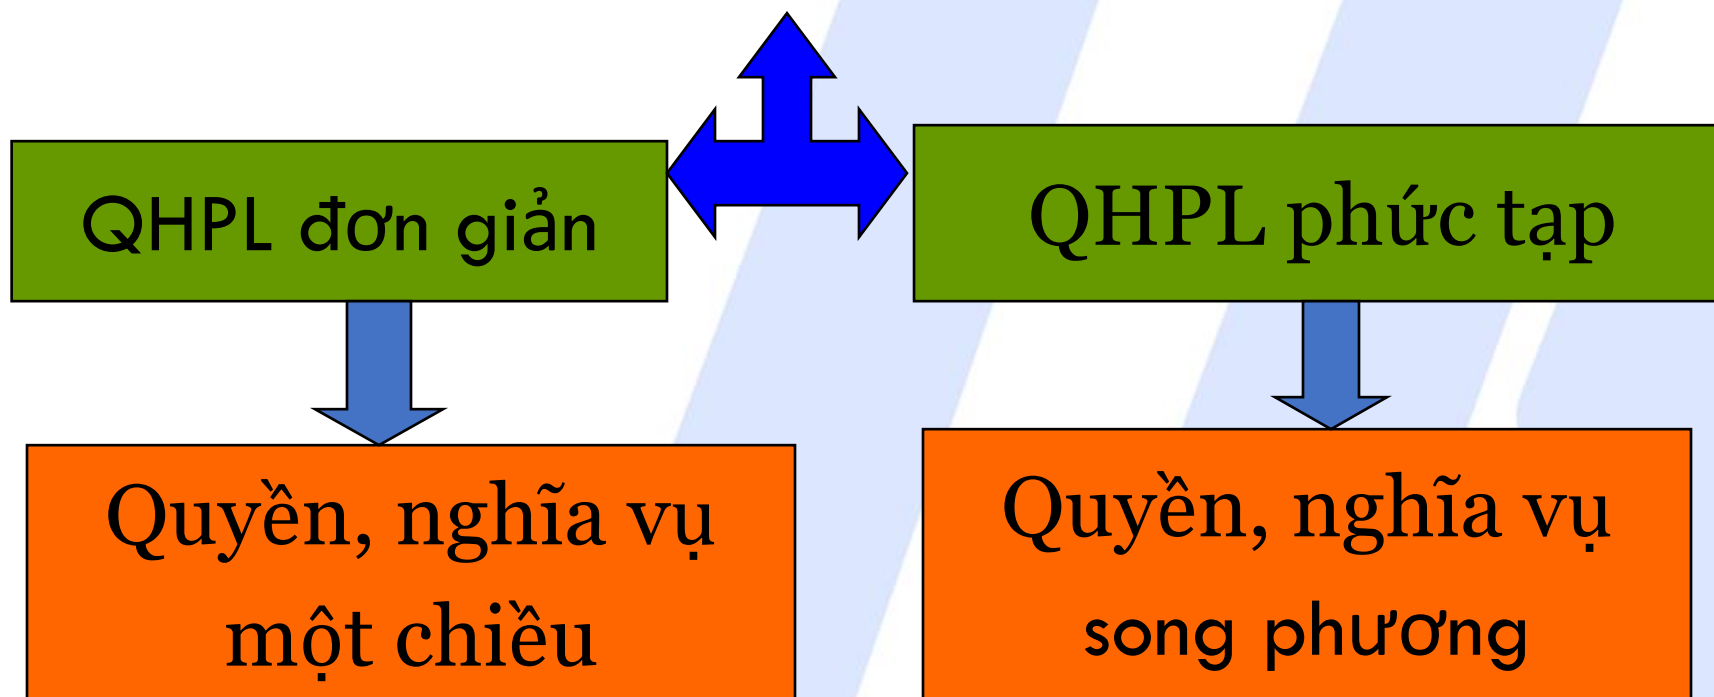 QHPL đơn giản
QHPL phức tạp
Quyền, nghĩa vụ
một chiều
Quyền, nghĩa vụ
song phương